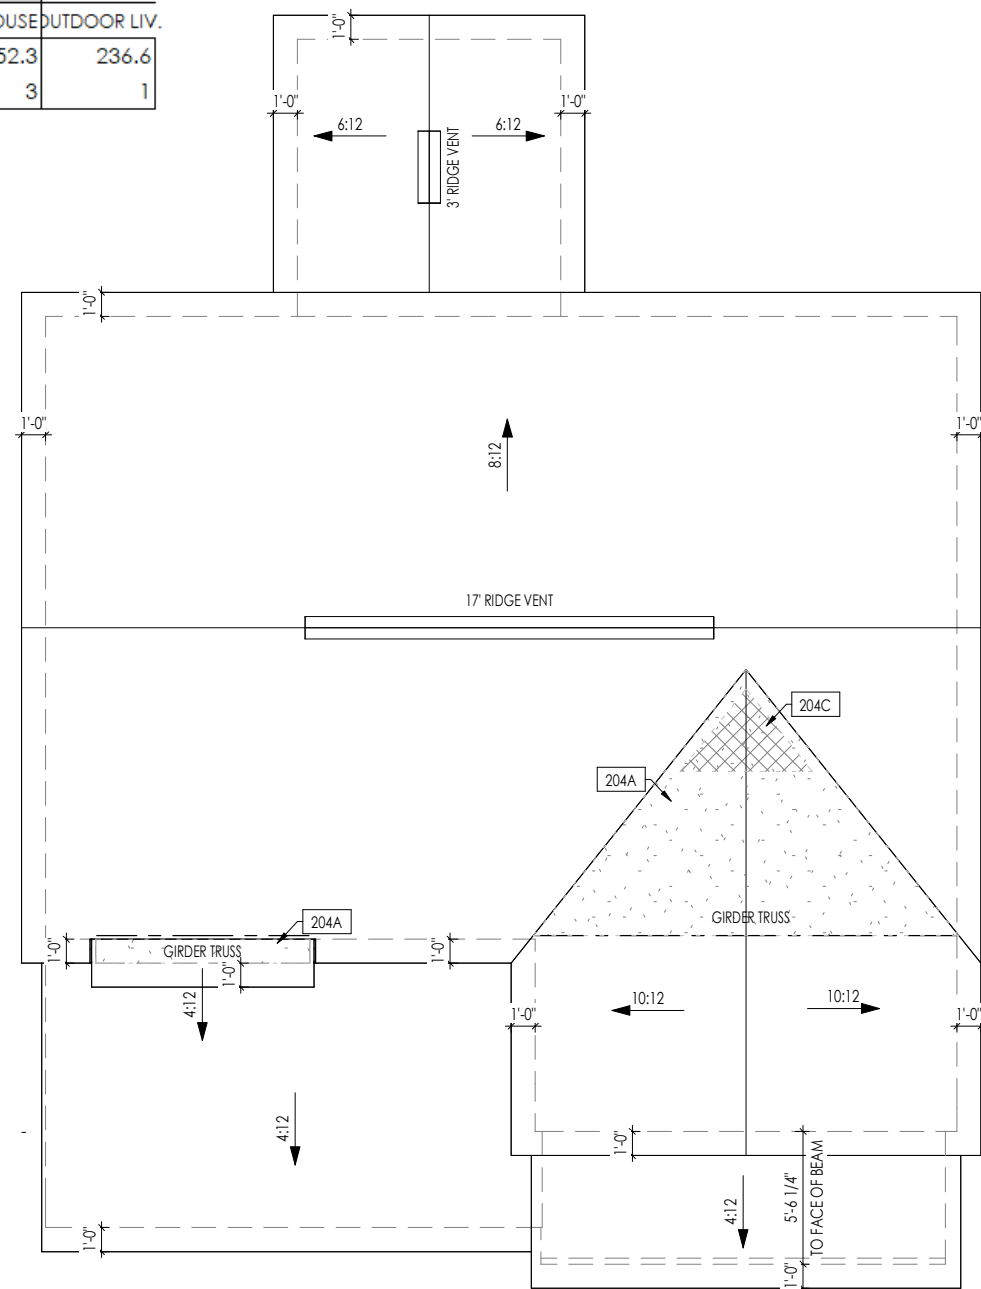 OUTDOOR LIV.
52.3 236.6
3 1
1'-0"
1'-0" 1'-0"
6:12 6:12
3' RIDGE VENT
1'-0"
1'-0" 1'-0"
8:12
17' RIDGE VENT
204C
204A
204A
GIRDER TRUSS
GIRDER TRUSS
1'-0" 1'-0" 1'-0"
4:12
10:12 10:12
1'-0" 1'-0"
4:12
1'-0"
5'-6 1/4"
TO FACE OF BEAM
4:12
1'-0"
1'-0"